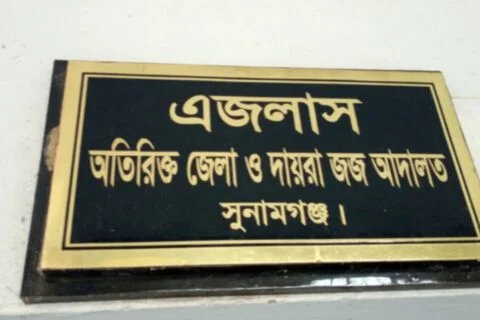 এজলাস
অতিরিক্ত জেলা ও দায়রা জজ আদালত
সুনামগঞ্জ।